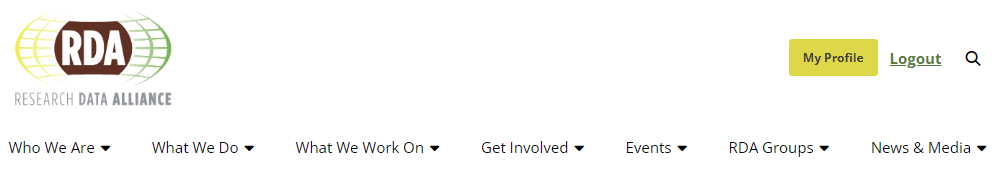 RDA
RESEARCH DATA ALLIANCE
My Profile
Logout
Who We Are
What We Do
What We Work On
Get Involved
Events
RDA Groups
News & Media